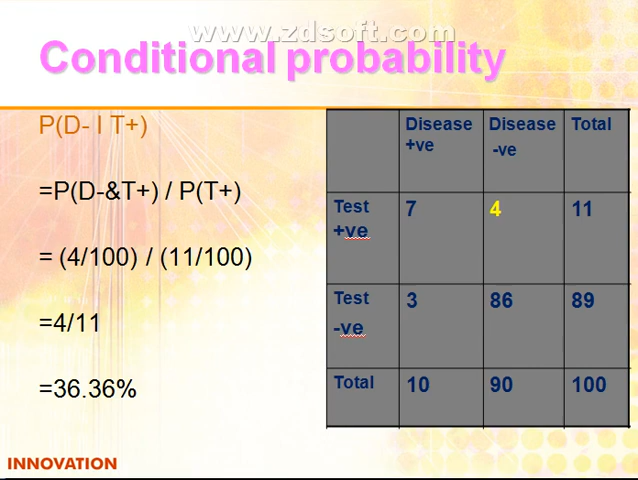 www.zdsoft.com
Conditional probability
P(D- I T+)
=P(D-&T+) / P(T+)
= (4/100) / (11/100)
=4/11
=36.36%
Disease +ve Disease -ve Total
Test +ve 7 4 11
Test -ve 3 86 89
Total 10 90 100
INNOVATION